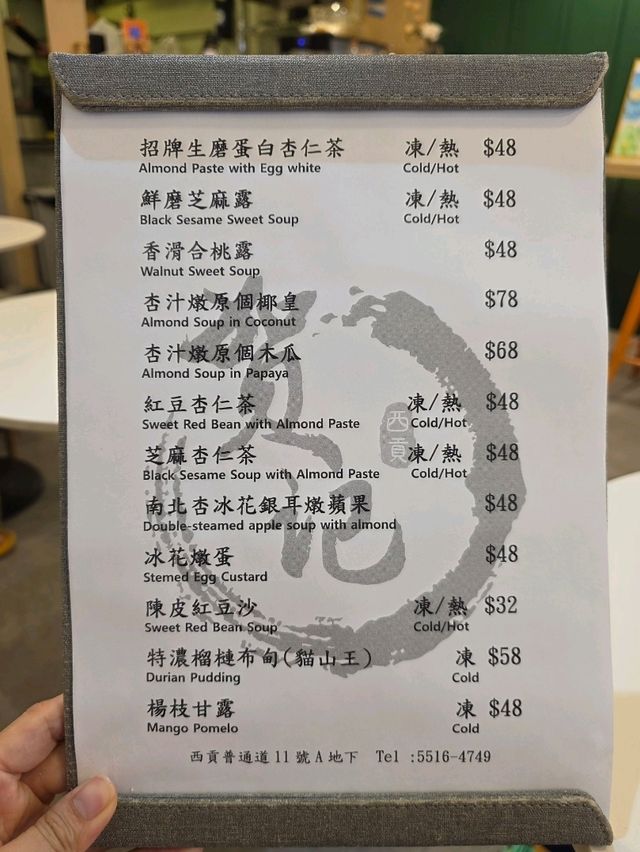 招牌生磨蛋白杏仁茶 凍/熱 $48
Almond Paste with Egg white Cold/Hot
鮮磨芝麻露 凍/熱 $48
Black Sesame Sweet Soup Cold/Hot
香滑合桃露 $48
Walnut Sweet Soup
杏汁燉原個椰皇 $78
Almond Soup in Coconut
杏汁燉原個木瓜 $68
Almond Soup in Papaya
紅豆杏仁茶 凍/熱 $48
Sweet Red Bean with Almond Paste Cold/Hot
芝麻杏仁茶 凍/熱 $48
Black Sesame Soup with Almond Paste Cold/Hot
南北杏冰花銀耳燉蘋果 $48
Double-steamed apple soup with almond
冰花燉蛋 $48
Stemed Egg Custard
陳皮紅豆沙 凍/熱 $32
Sweet Red Bean Soup Cold/Hot
特濃榴槤布甸(貓山王) 凍 $58
Durian Pudding Cold
楊枝甘露 凍 $48
Mango Pomelo Cold
西貢普通道11號A地下 Tel :5516-4749
西貢
記